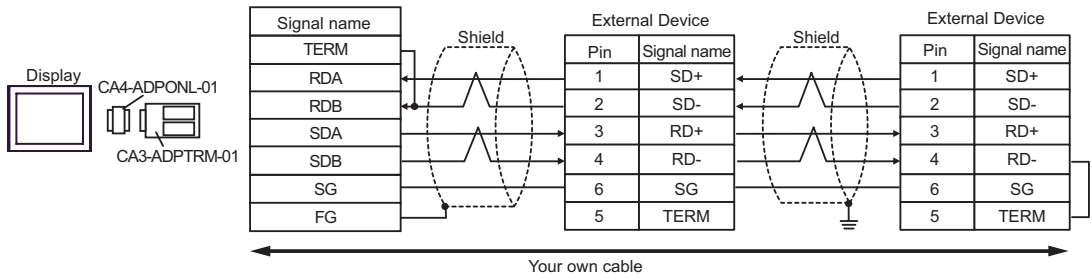 Display
CA4-ADPONL-01
CA3-ADPTRM-01
Signal name
TERM
RDA
RDB
SDA
SDB
SG
FG
Shield
External Device
Pin Signal name
1 SD+
2 SD-
3 RD+
4 RD-
6 SG
5 TERM
Shield
External Device
Pin Signal name
1 SD+
2 SD-
3 RD+
4 RD-
6 SG
5 TERM
Your own cable